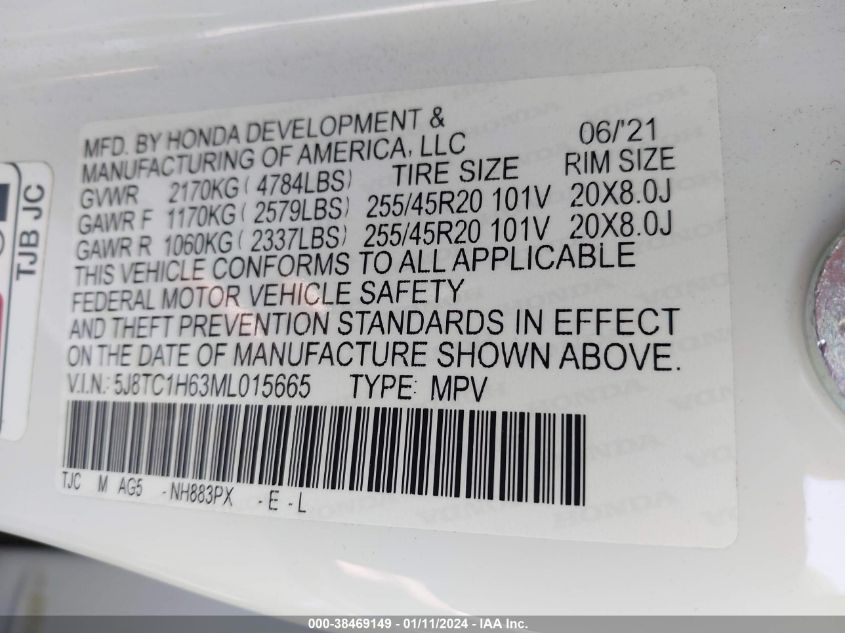 MFD. BY HONDA DEVELOPMENT & 06/'21
MANUFACTURING OF AMERICA, LLC
GVWR 2170KG ( 4784LBS) TIRE SIZE RIM SIZE
GAWR F 1170KG ( 2579LBS) 255/45R20 101V 20X8.0J
GAWR R 1060KG ( 2337LBS) 255/45R20 101V 20X8.0J
THIS VEHICLE CONFORMS TO ALL APPLICABLE
FEDERAL MOTOR VEHICLE SAFETY
AND THEFT PREVENTION STANDARDS IN EFFECT
ON THE DATE OF MANUFACTURE SHOWN ABOVE.
V.I.N.: 5J8TC1H63ML015665 TYPE: MPV
TJC M AG5 -NH883PX -E -L
TJB JC
000-38469149 - 01/11/2024 - IAA Inc.